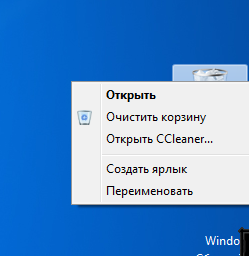 Открыть
Очистить корзину
Открыть CCleaner...
Создать ярлык
Переименовать
Windo